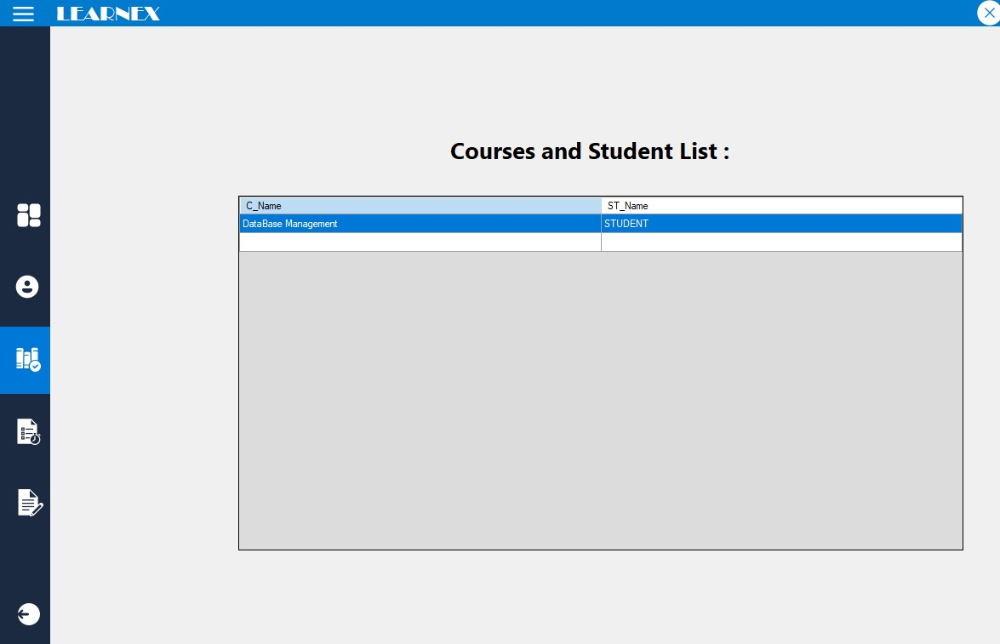 LEARNEX
Courses and Student List :
C_Name ST_Name
DataBase Management STUDENT